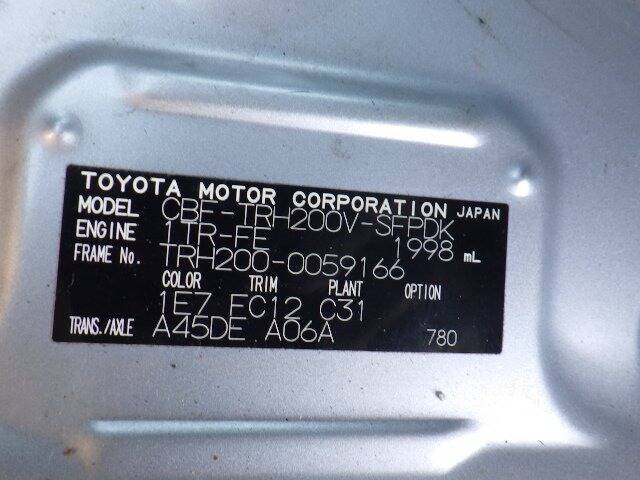 TOYOTA MOTOR CORPORATION JAPAN
MODEL CBF-TRH200V-SFPDK
ENGINE 1TR-FE 1998 mL
FRAME No. TRH200-0059166
COLOR TRIM PLANT OPTION
1E7 FC12 C31
TRANS./AXLE A45DE A06A 780